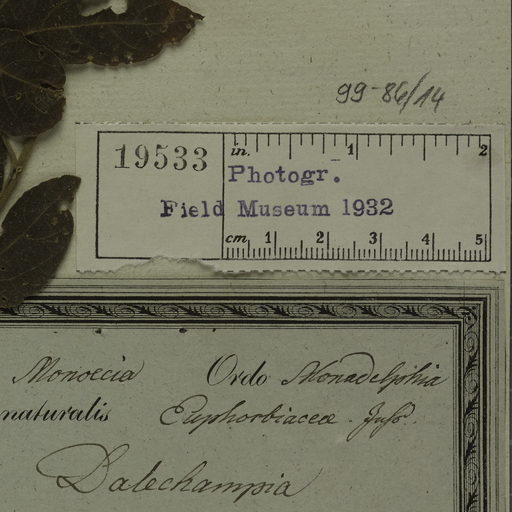 99-86/14
19533
in. 1 2
Photogr.
Field Museum 1932
cm 1 2 3 4 5
Monoecia Ordo Monadelphia
naturalis Euphorbiaceæ. Juss.
Dalechampia